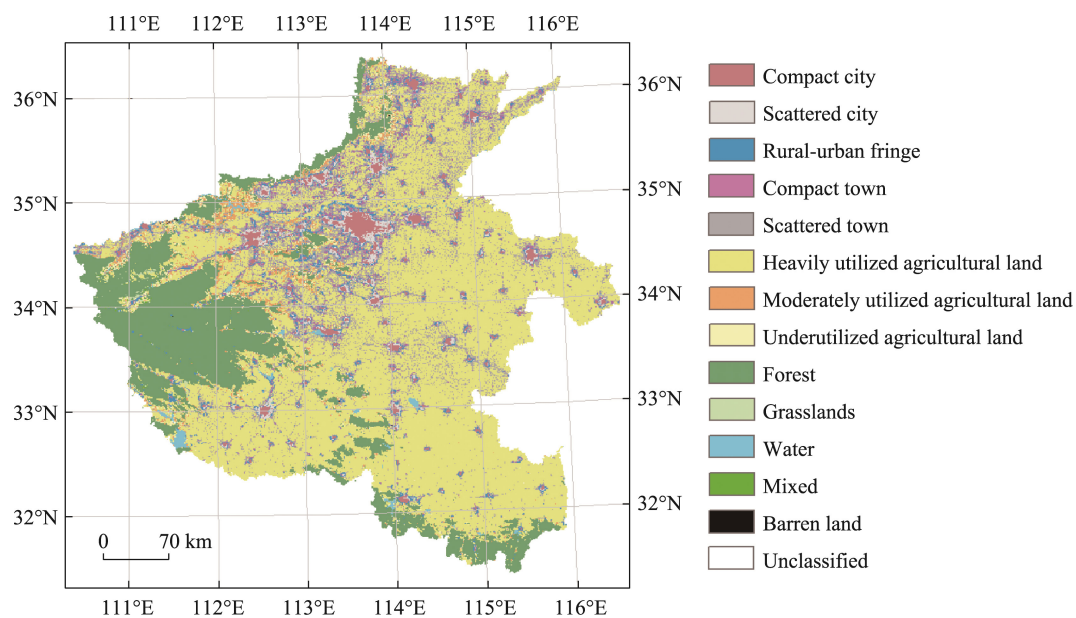 111°E 112°E 113°E 114°E 115°E 116°E
36°N 36°N
35°N 35°N
34°N 34°N
33°N 33°N
32°N 32°N
0 70 km
111°E 112°E 113°E 114°E 115°E 116°E
Compact city
Scattered city
Rural-urban fringe
Compact town
Scattered town
Heavily utilized agricultural land
Moderately utilized agricultural land
Underutilized agricultural land
Forest
Grasslands
Water
Mixed
Barren land
Unclassified